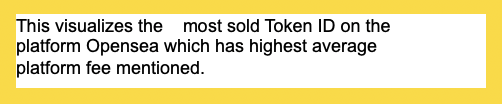 This visualizes the    most sold Token ID on the
platform Opensea which has highest average
platform fee mentioned.